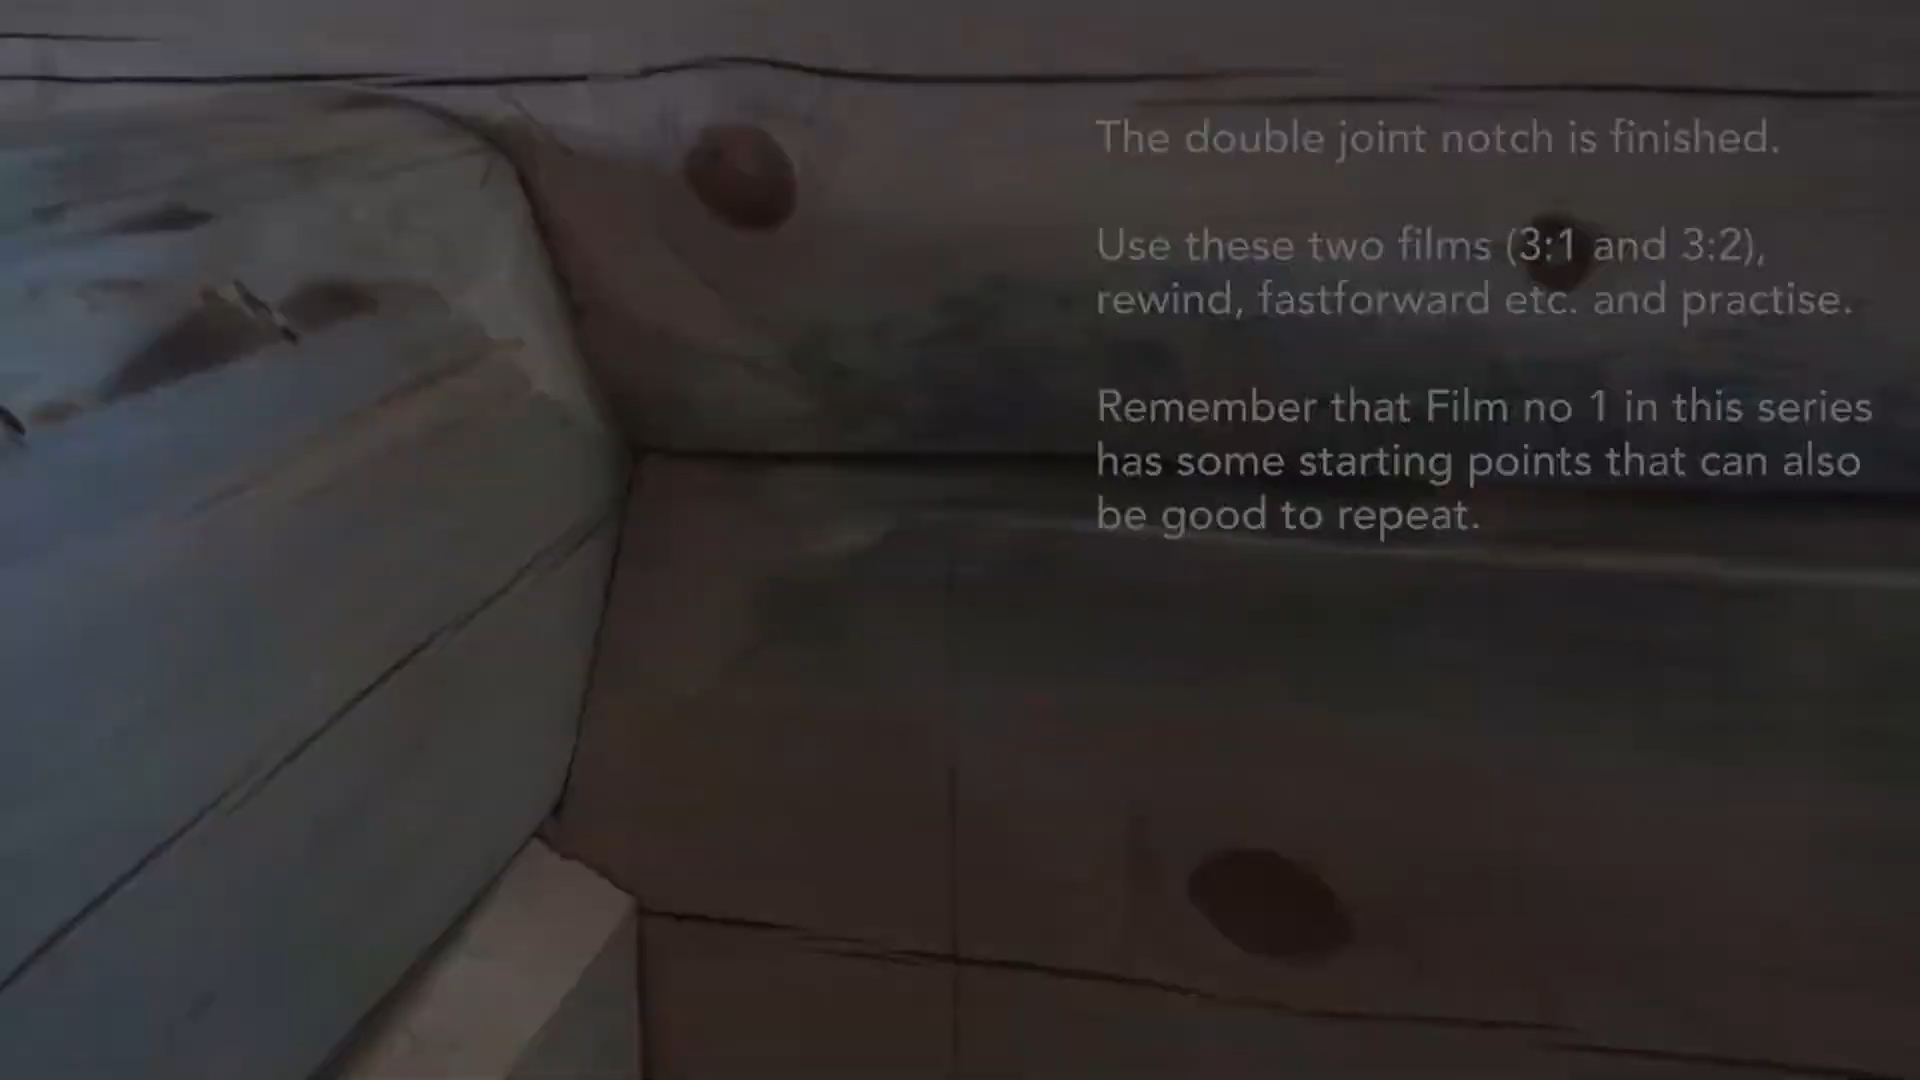 The double joint notch is finished.
Use these two films (3:1 and 3:2),
rewind, fastforward etc. and practise.
Remember that Film no 1 in this series
has some starting points that can also
be good to repeat.